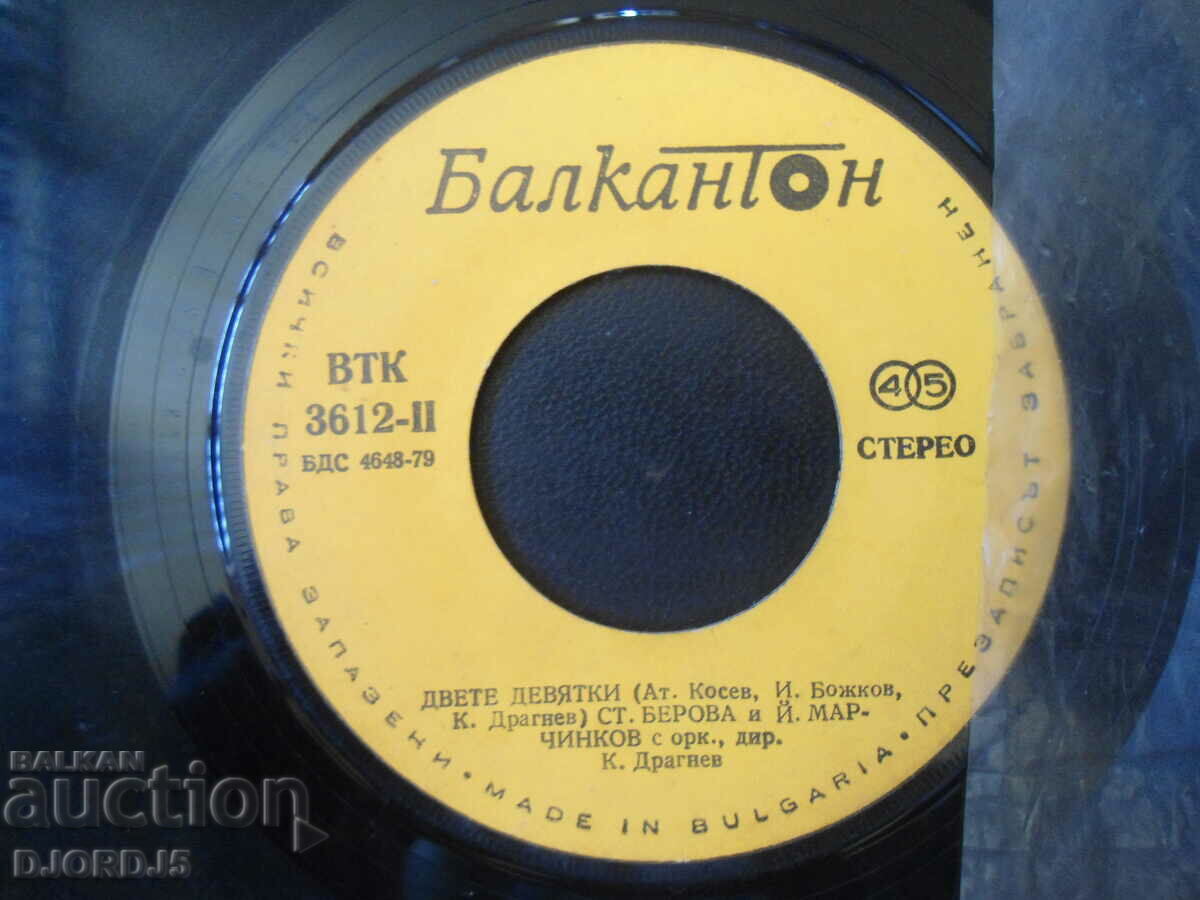 Балкантон
ВТК
3612-II
БДС 4648-79
45
СТЕРЕО
ДВЕТЕ ДЕВЯТКИ (Ат. Косев, И. Божков,
К. Драгнев) СТ. БЕРОВА и Й. МАР-
ЧИНКОВ с орк., дир.
К. Драгнев
ВСИЧКИ ПРАВА ЗАПАЗЕНИ • MADE IN BULGARIA • ПРЕЗАПИСЪТ ЗАБРАНЕН
BALKAN
auction
DJORDJ5